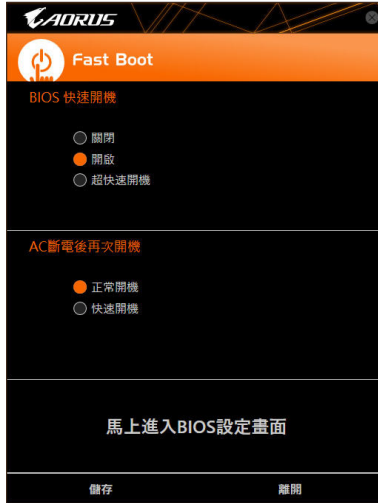 AORUS
Fast Boot
BIOS 快速開機
關閉
開啟
超快速開機
AC斷電後再次開機
正常開機
快速開機
馬上進入BIOS設定畫面
儲存
離開